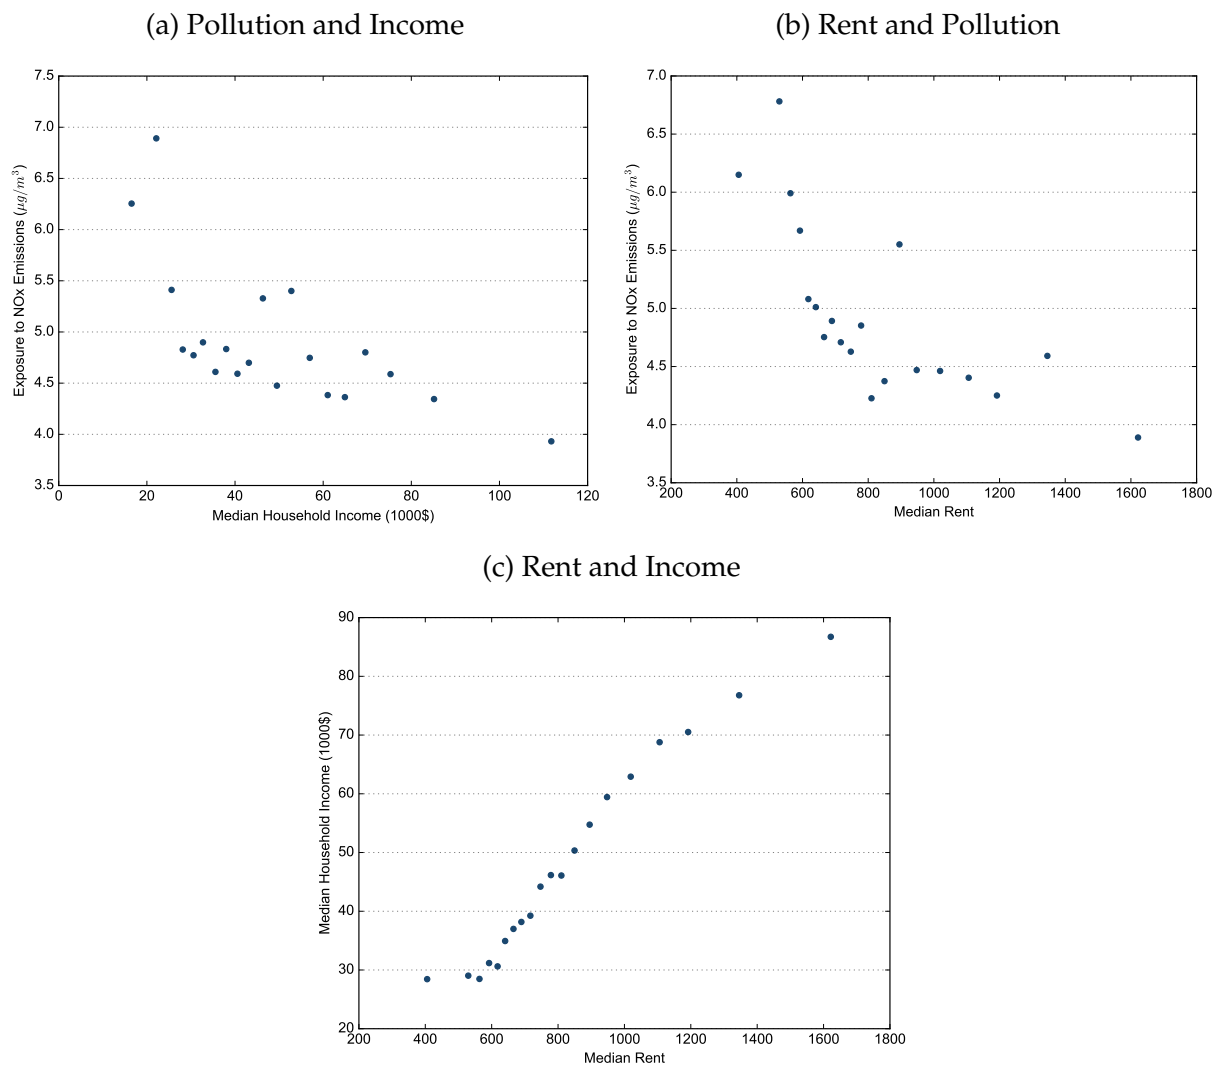 (a) Pollution and Income
7.5
7.0
6.5
6.0
5.5
5.0
4.5
4.0
3.5
0 20 40 60 80 100 120
Exposure to NOx Emissions (μg/m³)
Median Household Income (1000$)
(b) Rent and Pollution
7.0
6.5
6.0
5.5
5.0
4.5
4.0
3.5
200 400 600 800 1000 1200 1400 1600 1800
Exposure to NOx Emissions (μg/m³)
Median Rent
(c) Rent and Income
90
80
70
60
50
40
30
20
200 400 600 800 1000 1200 1400 1600 1800
Median Household Income (1000$)
Median Rent